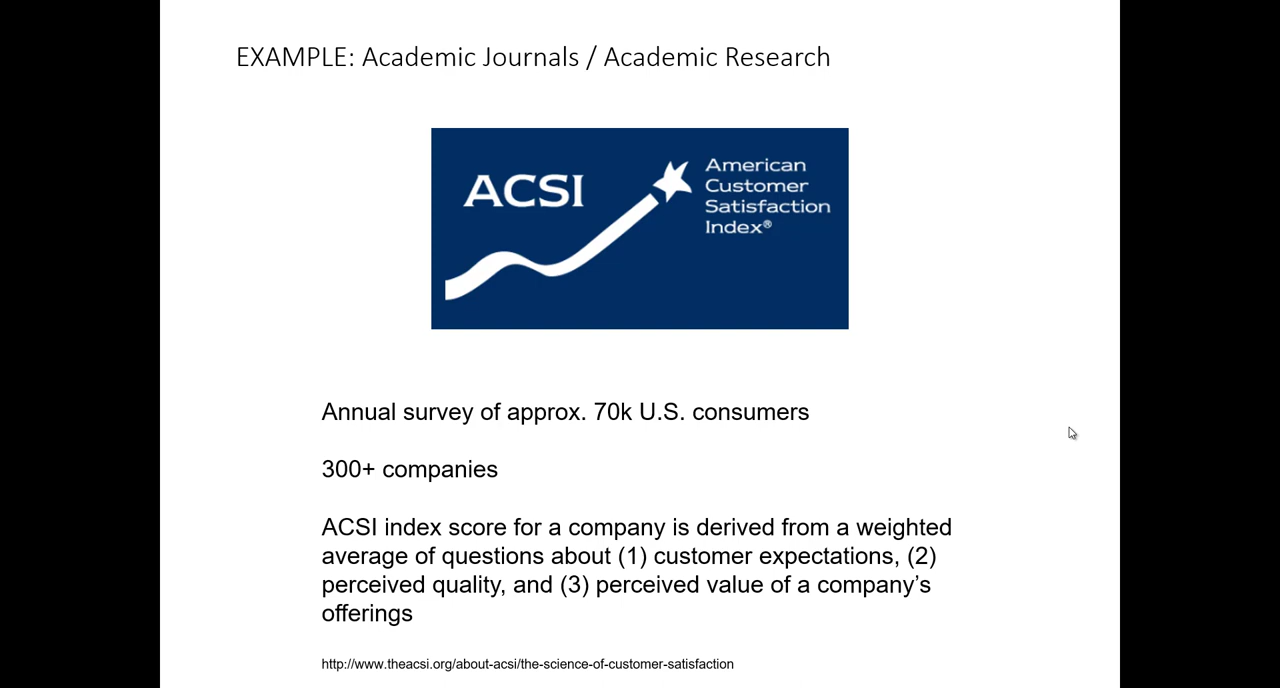 EXAMPLE: Academic Journals / Academic Research
ACSI
American
Customer
Satisfaction
Index®
Annual survey of approx. 70k U.S. consumers
300+ companies
ACSI index score for a company is derived from a weighted
average of questions about (1) customer expectations, (2)
perceived quality, and (3) perceived value of a company’s
offerings
http://www.theacsi.org/about-acsi/the-science-of-customer-satisfaction